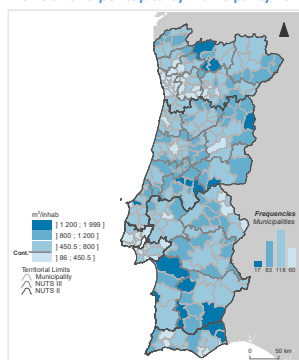 m²/inhab
] 1 200 ; 1 999 ]
] 800 ; 1 200 ]
] 450.5 ; 800 ]
Cont.
[ 86 ; 450.5 ]
Territorial Limits
Municipality
NUTS III
NUTS II
Frequencies
Municipalities
17 83 118 60
0 50 km